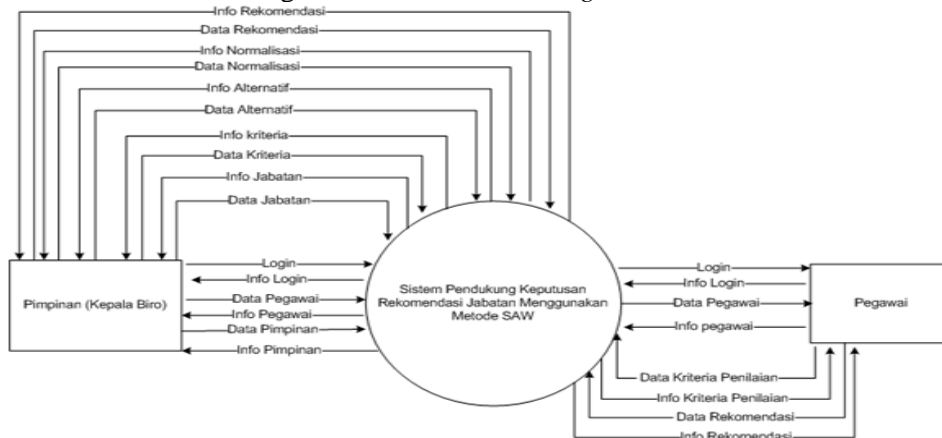 Info Rekomendasi
Data Rekomendasi
Info Normalisasi
Data Normalisasi
Info Alternatif
Data Alternatif
Info kriteria
Data Kriteria
Info Jabatan
Data Jabatan
Pimpinan (Kepala Biro)
Login
Info Login
Data Pegawai
Info Pegawai
Data Pimpinan
Info Pimpinan
Sistem Pendukung Keputusan
Rekomendasi Jabatan Menggunakan
Metode SAW
Login
Info Login
Data Pegawai
Info pegawai
Pegawai
Data Kriteria Penilaian
Info Kriteria Penilaian
Data Rekomendasi
Info Rekomendasi